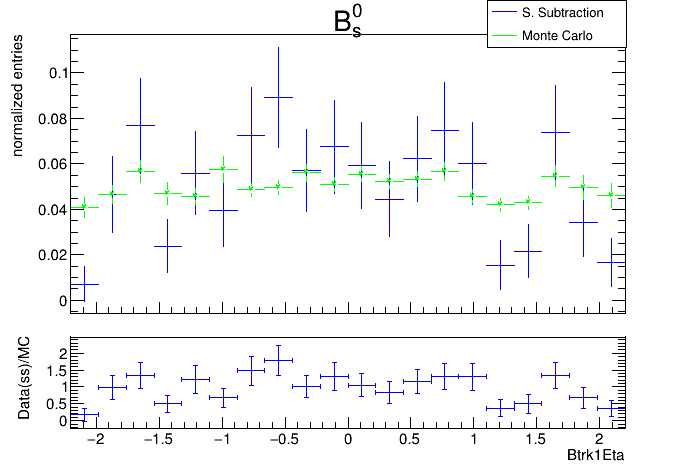 B_s^0
S. Subtraction
Monte Carlo
normalized entries
0.1
0.08
0.06
0.04
0.02
0
Data(ss)/MC
2
1.5
1
0.5
0
−2 −1.5 −1 −0.5 0 0.5 1 1.5 2
Btrk1Eta